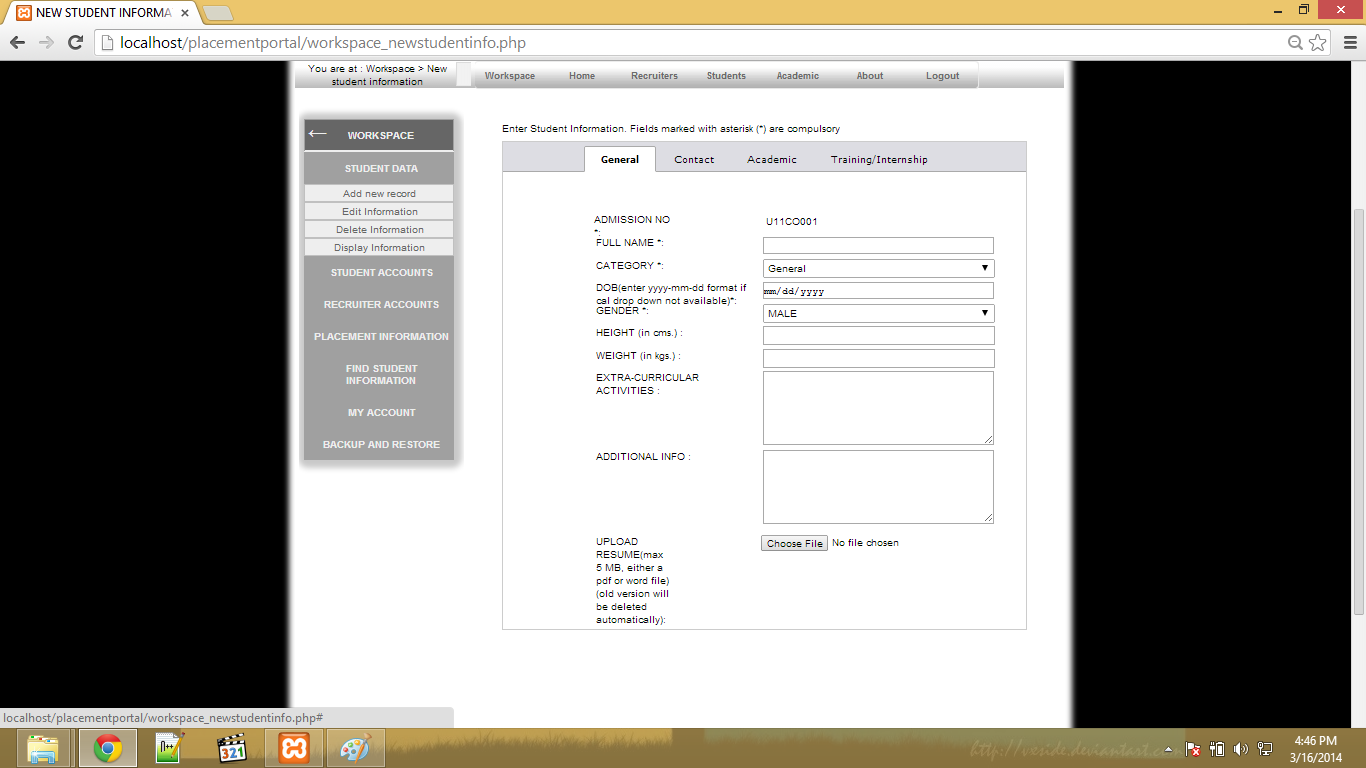 NEW STUDENT INFORMA
localhost/placementportal/workspace_newstudentinfo.php
You are at : Workspace > New
student information
Workspace Home Recruiters Students Academic About Logout
WORKSPACE
STUDENT DATA
Add new record
Edit Information
Delete Information
Display Information
STUDENT ACCOUNTS
RECRUITER ACCOUNTS
PLACEMENT INFORMATION
FIND STUDENT
INFORMATION
MY ACCOUNT
BACKUP AND RESTORE
Enter Student Information. Fields marked with asterisk (*) are compulsory
General Contact Academic Training/Internship
ADMISSION NO
*:
U11CO001
FULL NAME *:
CATEGORY *:
General
DOB(enter yyyy-mm-dd format if
cal drop down not available)*:
mm/dd/yyyy
GENDER *:
MALE
HEIGHT (in cms.) :
WEIGHT (in kgs.) :
EXTRA-CURRICULAR
ACTIVITIES :
ADDITIONAL INFO :
UPLOAD
RESUME(max
5 MB, either a
pdf or word file)
(old version will
be deleted
automatically):
Choose File No file chosen
localhost/placementportal/workspace_newstudentinfo.php#
321
http://veside.deviantart.com
4:46 PM
3/16/2014